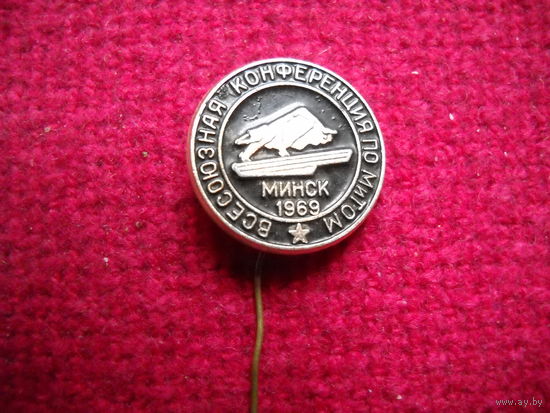 ВСЕСОЮЗНАЯ КОНФЕРЕНЦИЯ ПО МИТОМ
МИНСК
1969
www.ay.by